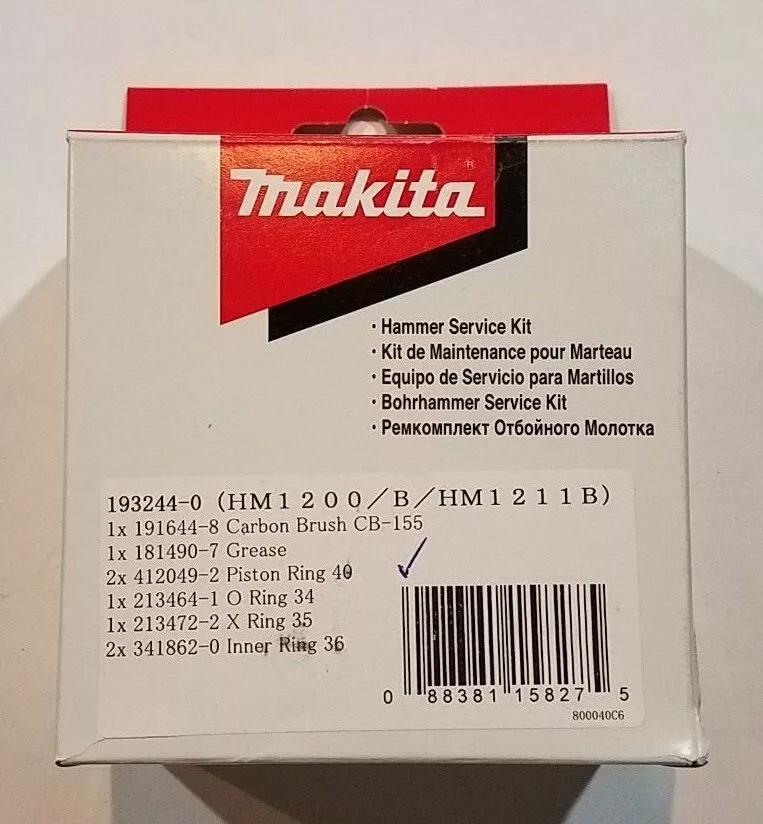 makita®
· Hammer Service Kit
· Kit de Maintenance pour Marteau
· Equipo de Servicio para Martillos
· Bohrhammer Service Kit
· Ремкомплект Отбойного Молотка
193244-0 (HM1200/B/HM1211B)
1x 191644-8 Carbon Brush CB-155
1x 181490-7 Grease
2x 412049-2 Piston Ring 40
1x 213464-1 O Ring 34
1x 213472-2 X Ring 35
2x 341862-0 Inner Ring 36
0 88381 15827 5
800040C6